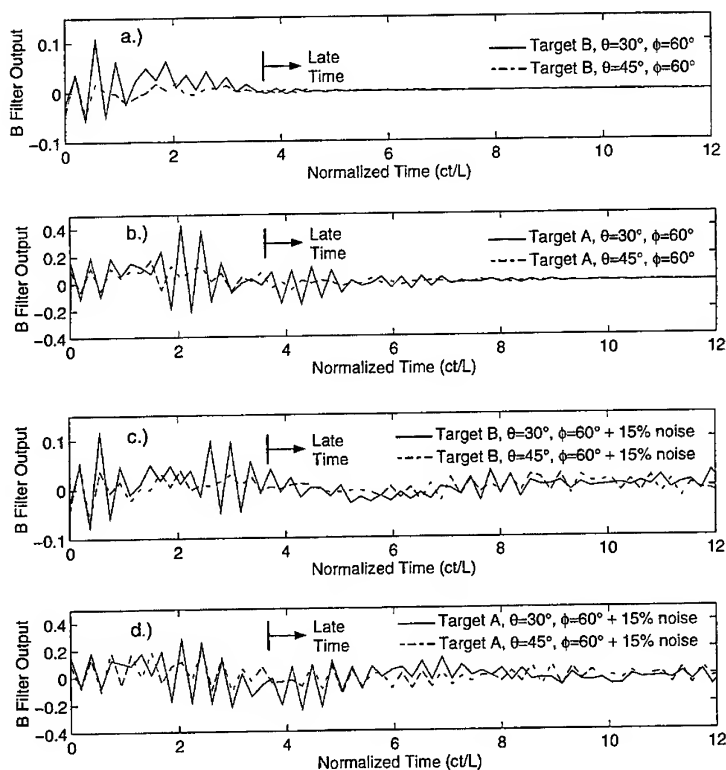 a.)
Late
Time
Target B, θ=30°, ϕ=60°
Target B, θ=45°, ϕ=60°
B Filter Output
0.1
0
−0.1
0 2 4 6 8 10 12
Normalized Time (ct/L)
b.)
Late
Time
Target A, θ=30°, ϕ=60°
Target A, θ=45°, ϕ=60°
B Filter Output
0.4
0.2
0
−0.2
−0.4
0 2 4 6 8 10 12
Normalized Time (ct/L)
c.)
Late
Time
Target B, θ=30°, ϕ=60° + 15% noise
Target B, θ=45°, ϕ=60° + 15% noise
B Filter Output
0.1
0
−0.1
0 2 4 6 8 10 12
Normalized Time (ct/L)
d.)
Late
Time
Target A, θ=30°, ϕ=60° + 15% noise
Target A, θ=45°, ϕ=60° + 15% noise
B Filter Output
0.4
0.2
0
−0.2
−0.4
0 2 4 6 8 10 12
Normalized Time (ct/L)